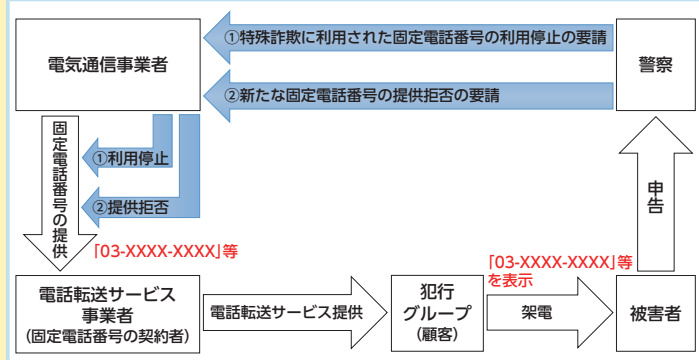 ①特殊詐欺に利用された固定電話番号の利用停止の要請
電気通信事業者
警察
②新たな固定電話番号の提供拒否の要請
固定電話番号の提供
①利用停止
②提供拒否
申告
「03-XXXX-XXXX」等
「03-XXXX-XXXX」等
を表示
電話転送サービス
事業者
(固定電話番号の契約者)
電話転送サービス提供
犯行
グループ
(顧客)
架電
被害者